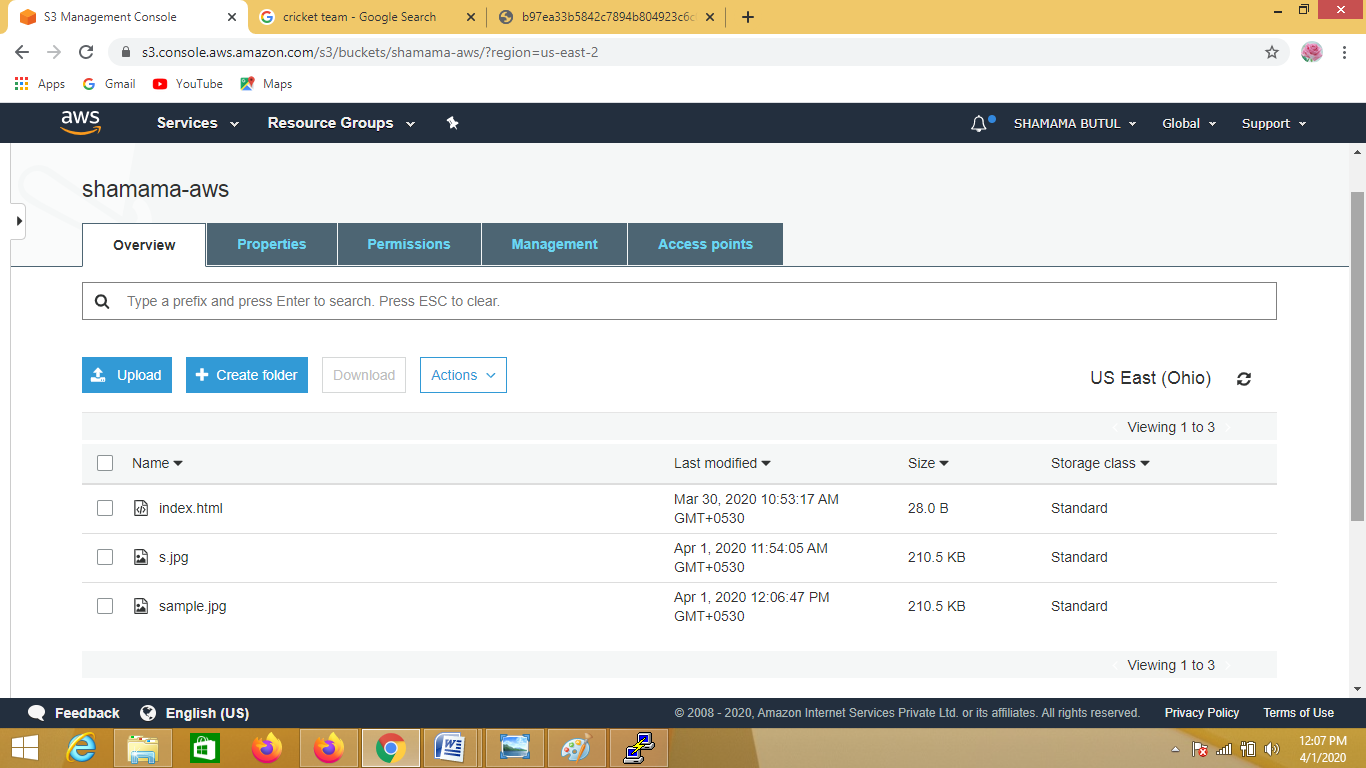 S3 Management Console
cricket team - Google Search
b97ea33b5842c7894b804923c6c
s3.console.aws.amazon.com/s3/buckets/shamama-aws/?region=us-east-2
Apps Gmail YouTube Maps
aws Services Resource Groups SHAMAMA BUTUL Global Support
shamama-aws
Overview Properties Permissions Management Access points
Type a prefix and press Enter to search. Press ESC to clear.
Upload Create folder Download Actions US East (Ohio)
Viewing 1 to 3
Name Last modified Size Storage class
index.html Mar 30, 2020 10:53:17 AM 28.0 B Standard
GMT+0530
s.jpg Apr 1, 2020 11:54:05 AM 210.5 KB Standard
GMT+0530
sample.jpg Apr 1, 2020 12:06:47 PM 210.5 KB Standard
GMT+0530
Viewing 1 to 3
Feedback English (US) © 2008 - 2020, Amazon Internet Services Private Ltd. or its affiliates. All rights reserved. Privacy Policy Terms of Use
12:07 PM
4/1/2020